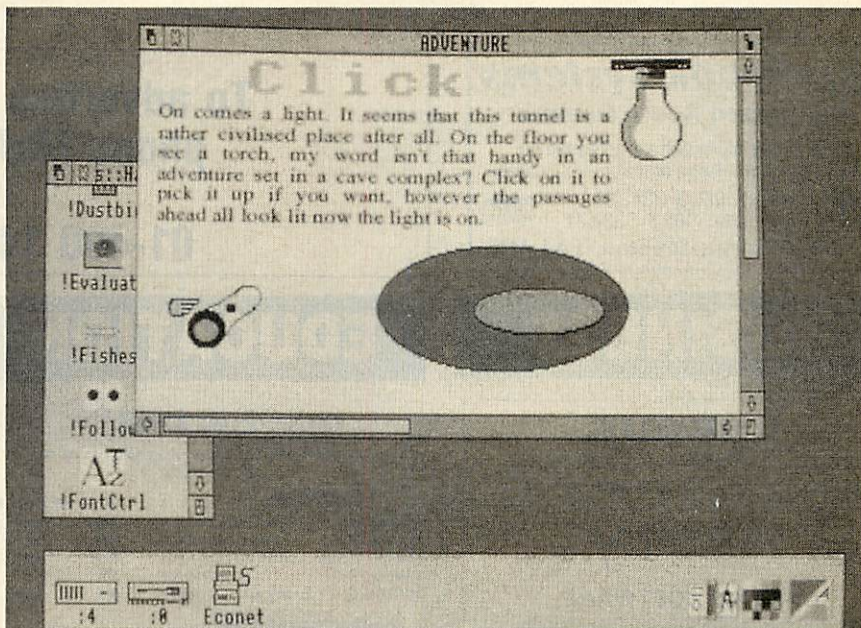 ADVENTURE
Click
On comes a light. It seems that this tunnel is a
rather civilised place after all. On the floor you
see a torch, my word isn't that handy in an
adventure set in a cave complex? Click on it to
pick it up if you want, however the passages
ahead all look lit now the light is on.
s::Ha
!Dustbi
!Evaluat
!Fishes
!Follow
!FontCtrl
:4
:0
Econet